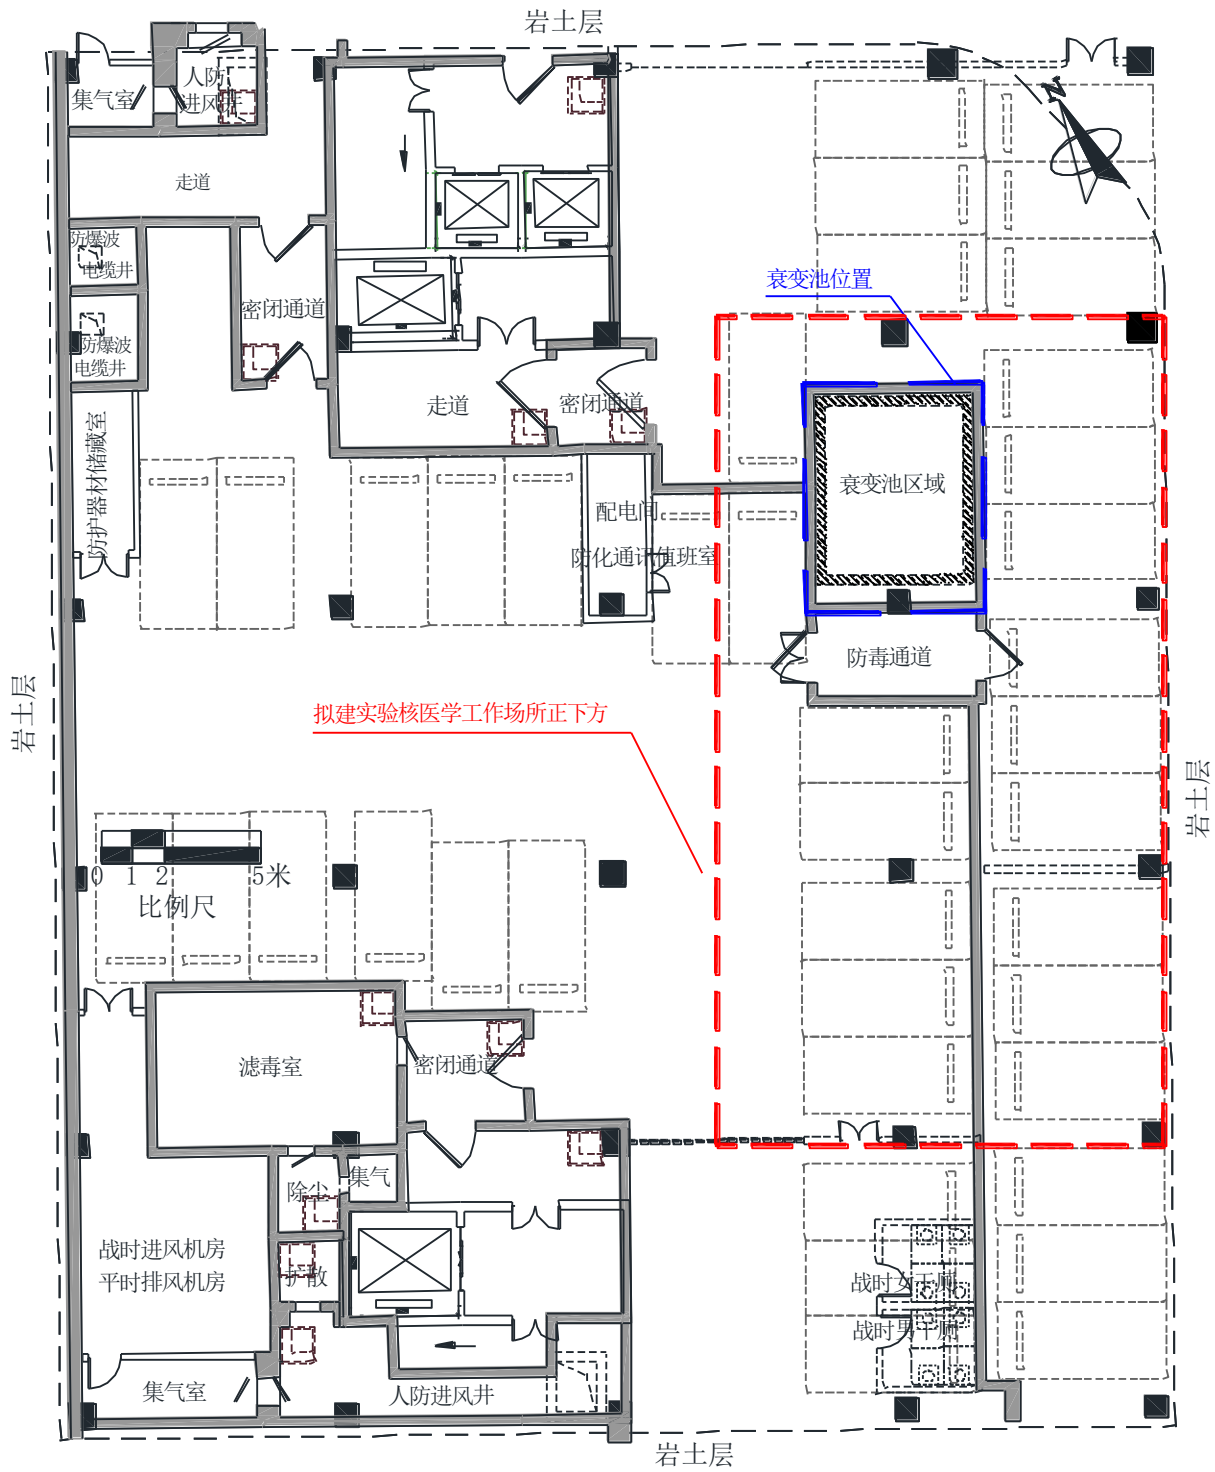 岩土层
人防
进风井
集气室
走道
防爆波
电缆井
密闭通道
防爆波
电缆井
防护器材储藏室
走道
密闭通道
N
衰变池位置
衰变池区域
配电间
防化通讯值班室
防毒通道
岩土层
拟建实验核医学工作场所正下方
岩土层
0 1 2 5米
比例尺
滤毒室
密闭通道
除尘
集气
战时进风机房
平时排风机房
扩散
战时女干厕
战时男干厕
集气室
人防进风井
岩土层